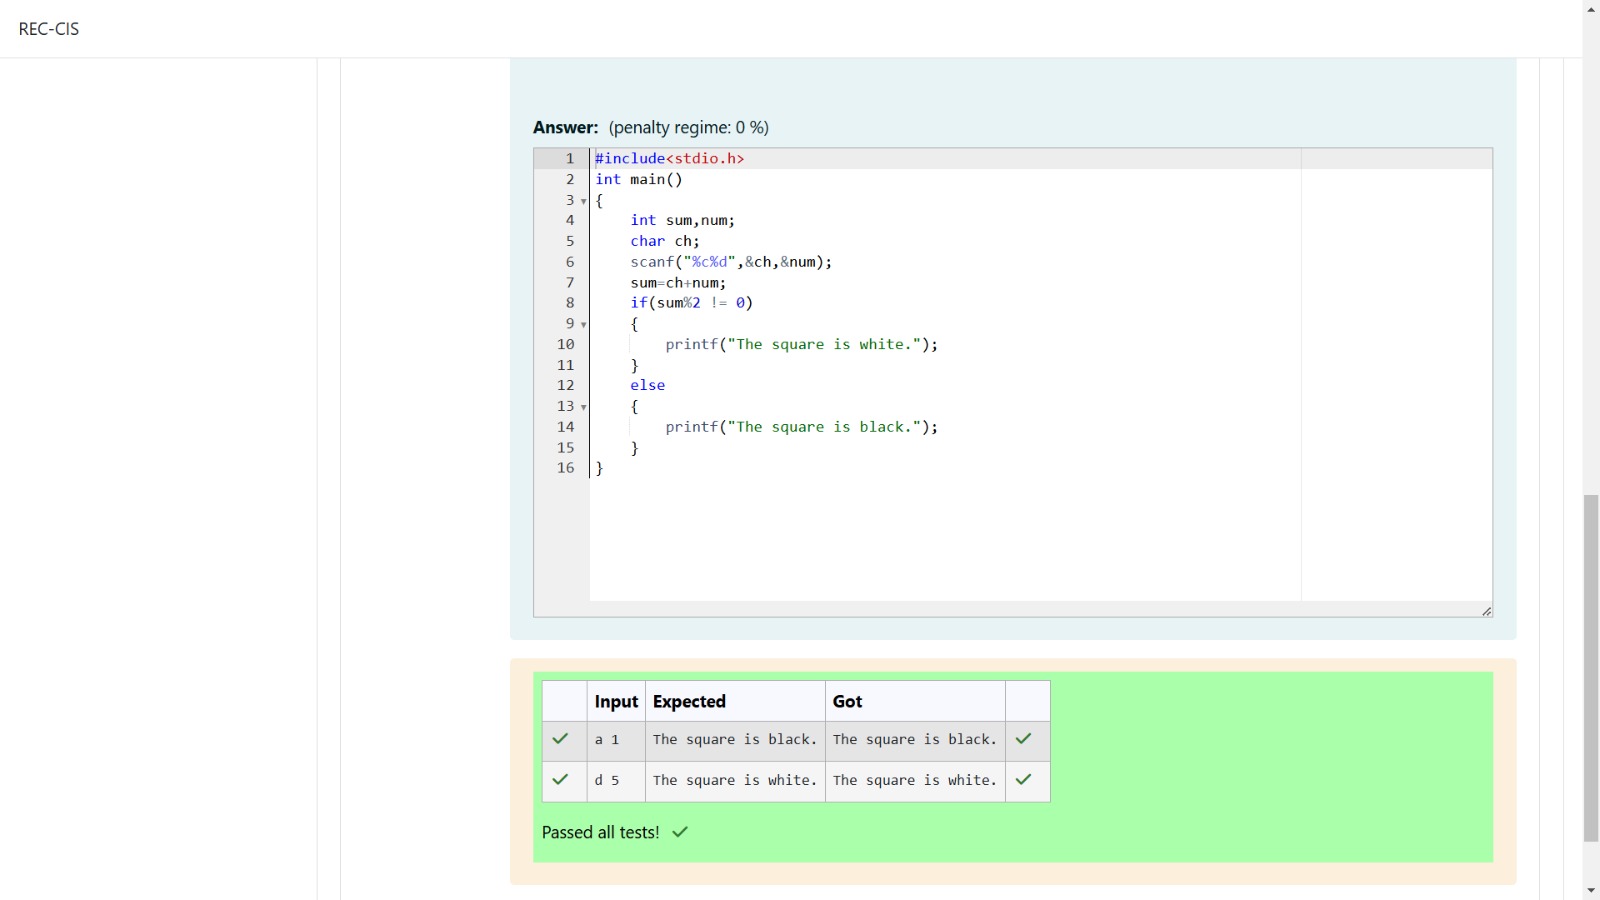 REC-CIS
Answer: (penalty regime: 0 %)
1 #include<stdio.h>
2 int main()
3 {
4     int sum,num;
5     char ch;
6     scanf("%c%d",&ch,&num);
7     sum=ch+num;
8     if(sum%2 != 0)
9     {
10         printf("The square is white.");
11     }
12     else
13     {
14         printf("The square is black.");
15     }
16 }
Input Expected Got
a 1 The square is black. The square is black.
d 5 The square is white. The square is white.
Passed all tests!